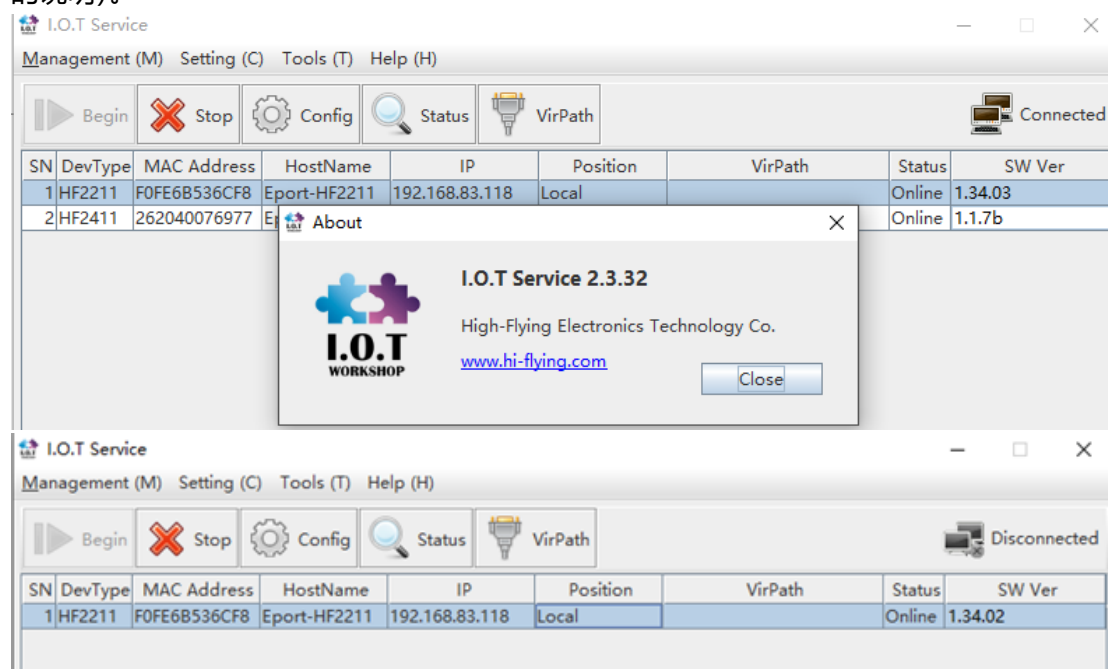 I.O.T Service
Management (M) Setting (C) Tools (T) Help (H)
Begin Stop Config Status VirPath Connected
SN DevType MAC Address HostName IP Position VirPath Status SW Ver
1 HF2211 F0FE6B536CF8 Eport-HF2211 192.168.83.118 Local Online 1.34.03
2 HF2411 262040076977 Online 1.1.7b
About
I.O.T Service 2.3.32
High-Flying Electronics Technology Co.
I.O.T
WORKSHOP
www.hi-flying.com
Close
I.O.T Service
Management (M) Setting (C) Tools (T) Help (H)
Begin Stop Config Status VirPath Disconnected
SN DevType MAC Address HostName IP Position VirPath Status SW Ver
1 HF2211 F0FE6B536CF8 Eport-HF2211 192.168.83.118 Local Online 1.34.02